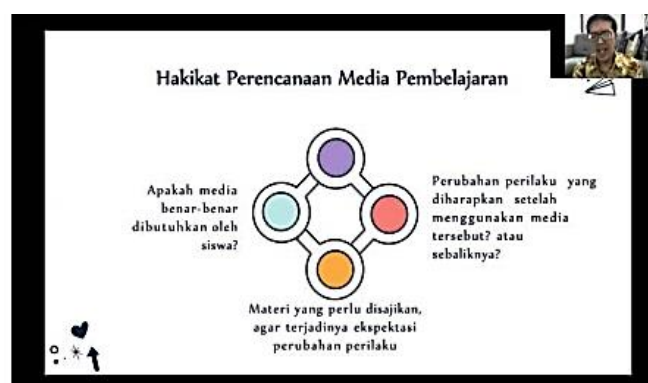 Hakikat Perencanaan Media Pembelajaran
Apakah media
benar-benar
dibutuhkan oleh
siswa?
Perubahan perilaku yang
diharapkan setelah
menggunakan media
tersebut? atau
sebaliknya?
Materi yang perlu disajikan,
agar terjadinya ekspektasi
perubahan perilaku